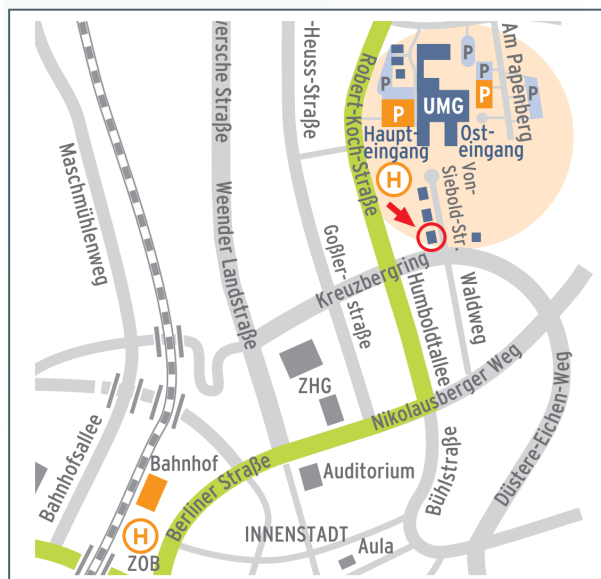 -Heuss-Straße
versche Straße
Robert-Koch-Straße
P
P
P
P
P
UMG
Am Papenberg
Haupt-
eingang
Ost-
eingang
H
Von-
Siebold-Str.
Maschmühlenweg
Weender Landstraße
Goßler-
straße
Kreuzbergring
Humboldtallee
Waldweg
ZHG
Nikolausberger Weg
Düstere-Eichen-Weg
Bühlstraße
Bahnhofsallee
Bahnhof
Berliner Straße
Auditorium
H
ZOB
INNENSTADT
Aula